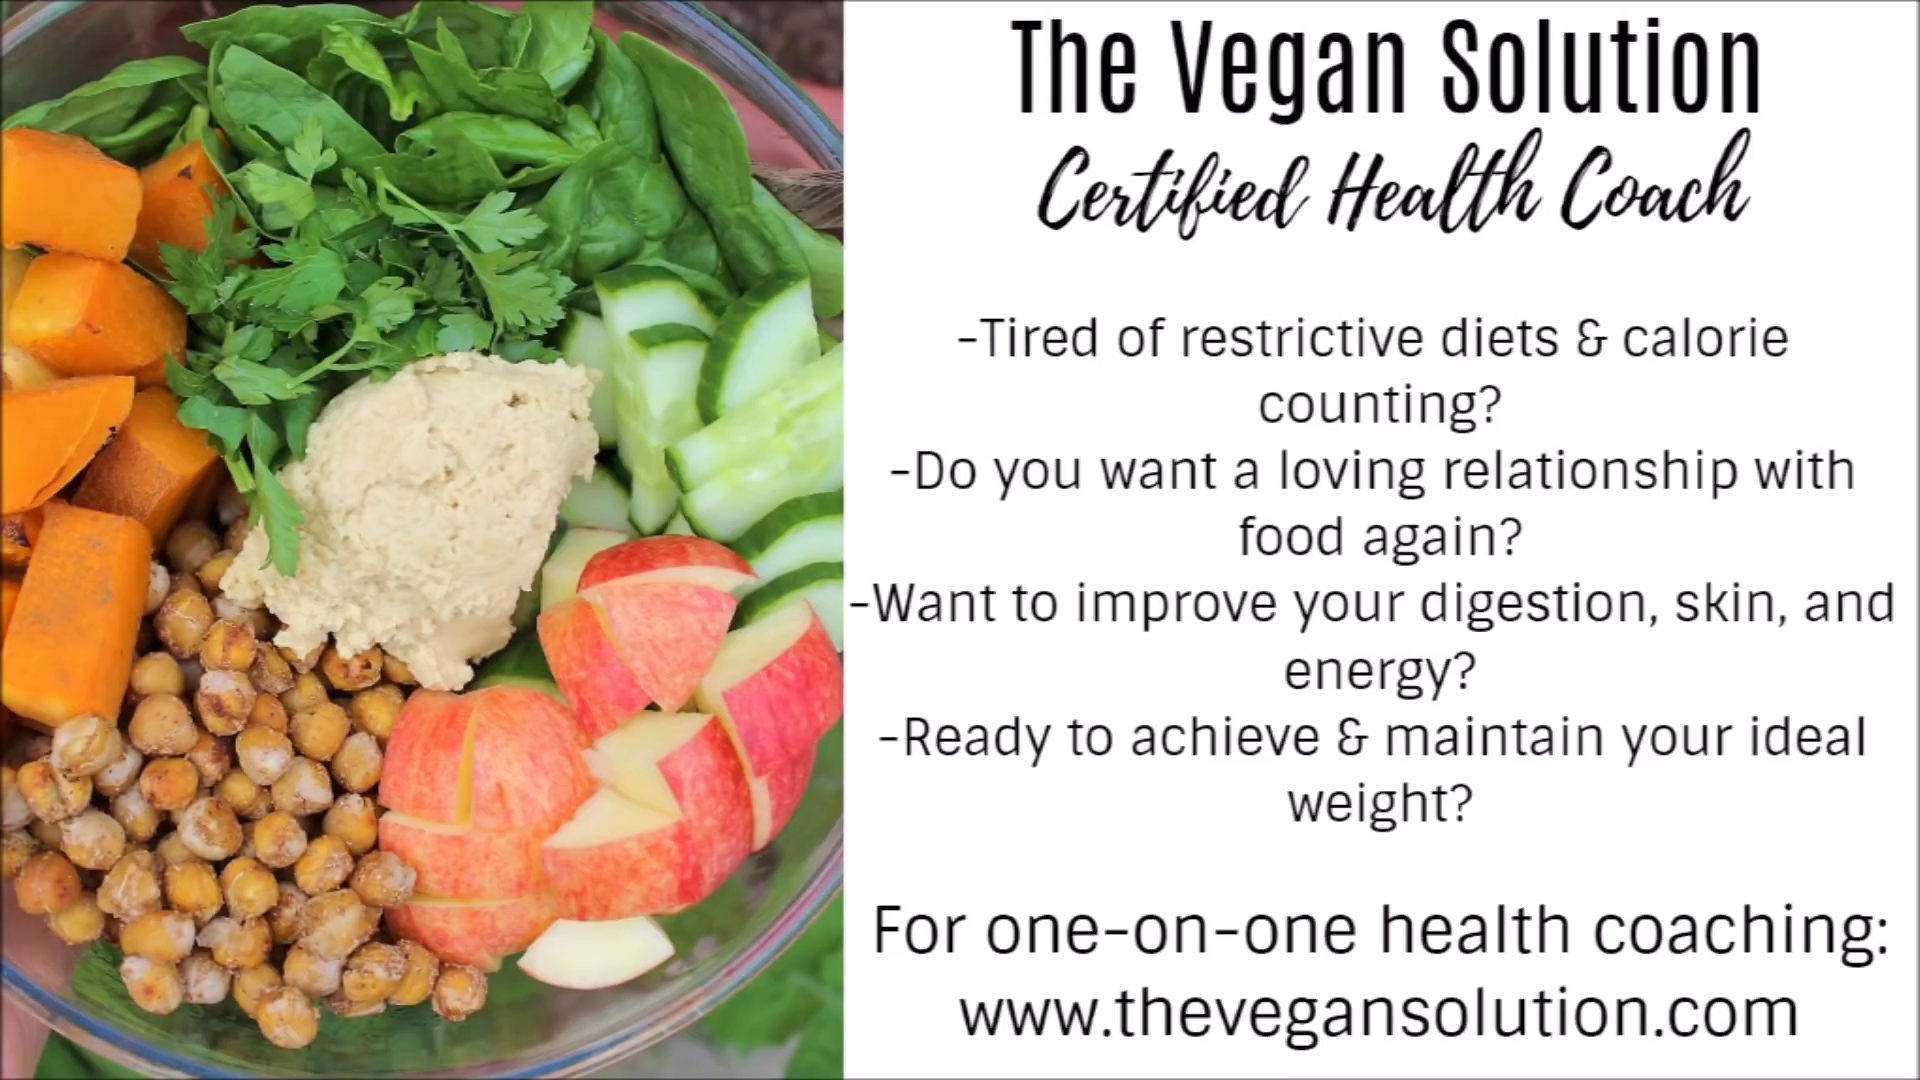 The Vegan Solution
Certified Health Coach
-Tired of restrictive diets & calorie
counting?
-Do you want a loving relationship with
food again?
-Want to improve your digestion, skin, and
energy?
-Ready to achieve & maintain your ideal
weight?
For one-on-one health coaching:
www.thevegansolution.com